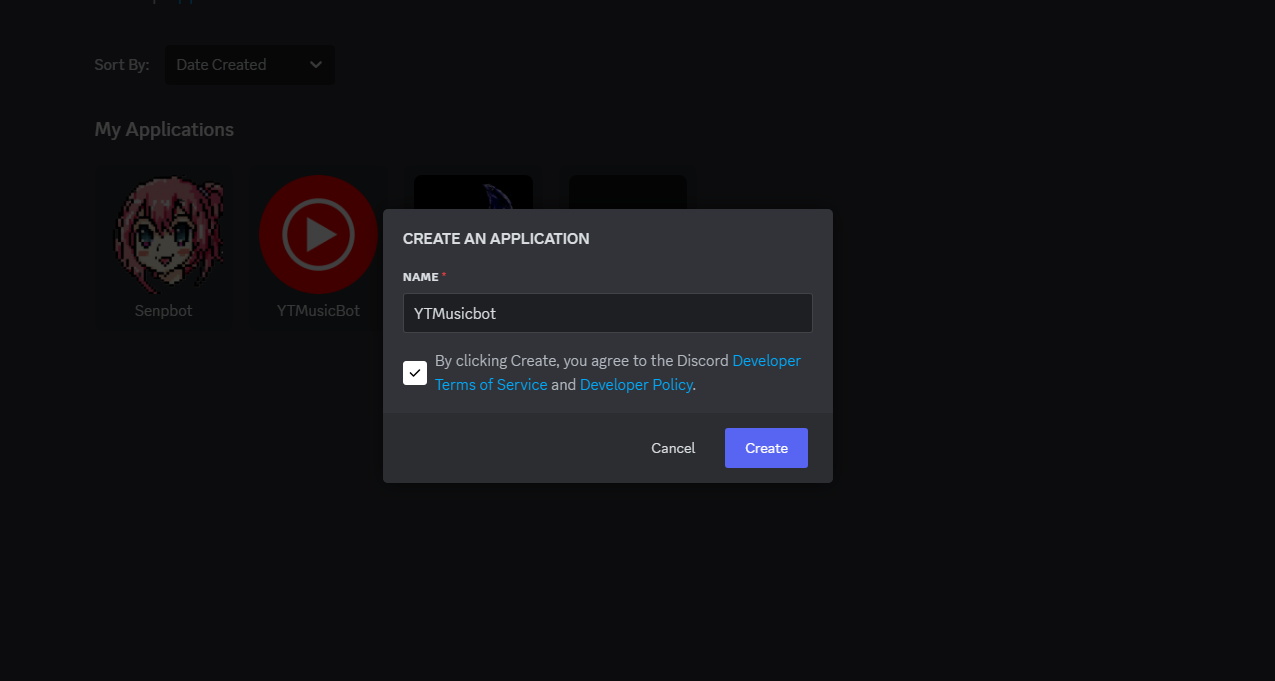 Sort By:
Date Created
My Applications
Senpbot
YTMusicBot
CREATE AN APPLICATION
NAME *
YTMusicbot
By clicking Create, you agree to the Discord Developer
Terms of Service and Developer Policy.
Cancel
Create